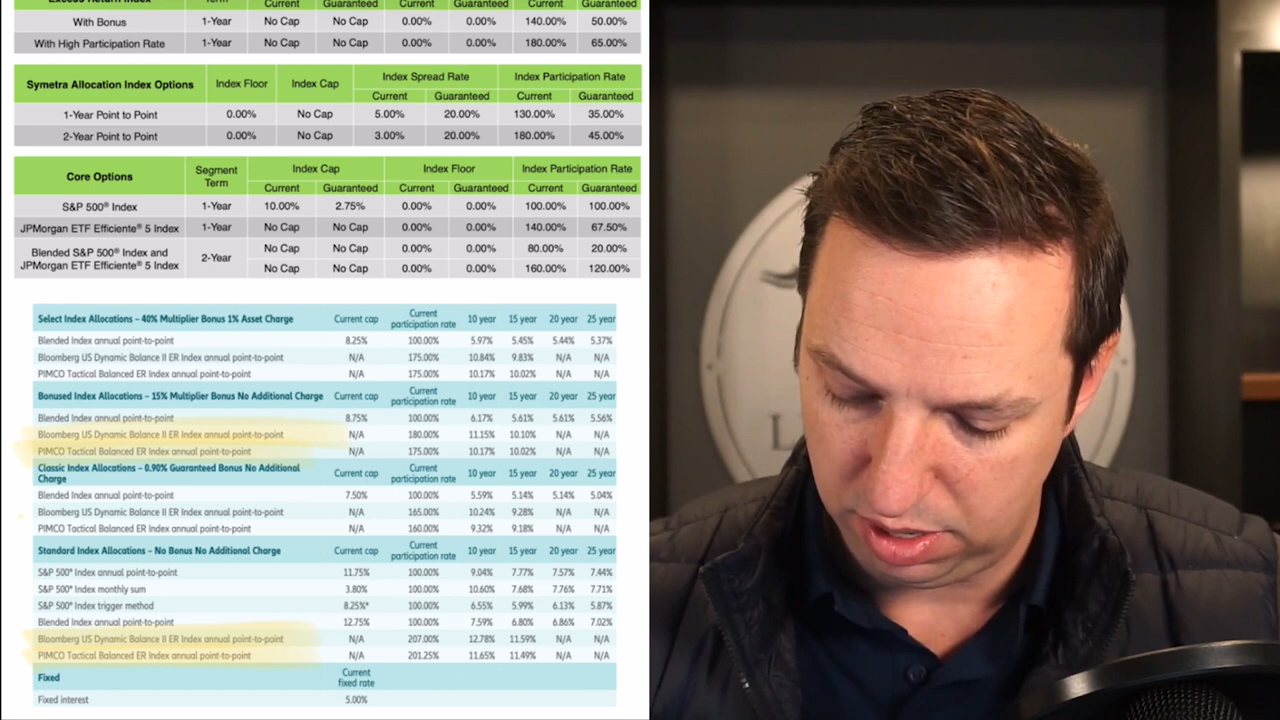 Excess Return Index Term Current Guaranteed Current Guaranteed Current Guaranteed
With Bonus 1-Year No Cap No Cap 0.00% 0.00% 140.00% 50.00%
With High Participation Rate 1-Year No Cap No Cap 0.00% 0.00% 180.00% 65.00%
Symetra Allocation Index Options Index Floor Index Cap Index Spread Rate Index Participation Rate
Current Guaranteed Current Guaranteed
1-Year Point to Point 0.00% No Cap 5.00% 20.00% 130.00% 35.00%
2-Year Point to Point 0.00% No Cap 3.00% 20.00% 180.00% 45.00%
Core Options Segment Term Index Cap Index Floor Index Participation Rate
Current Guaranteed Current Guaranteed Current Guaranteed
S&P 500® Index 1-Year 10.00% 2.75% 0.00% 0.00% 100.00% 100.00%
JPMorgan ETF Efficiente® 5 Index 1-Year No Cap No Cap 0.00% 0.00% 140.00% 67.50%
Blended S&P 500® Index and JPMorgan ETF Efficiente® 5 Index 2-Year No Cap No Cap 0.00% 0.00% 80.00% 20.00%
No Cap No Cap 0.00% 0.00% 160.00% 120.00%
Select Index Allocations – 40% Multiplier Bonus 1% Asset Charge Current cap Current participation rate 10 year 15 year 20 year 25 year
Blended Index annual point-to-point 8.25% 100.00% 5.97% 5.45% 5.44% 5.37%
Bloomberg US Dynamic Balance II ER Index annual point-to-point N/A 175.00% 10.84% 9.83% N/A N/A
PIMCO Tactical Balanced ER Index annual point-to-point N/A 175.00% 10.17% 10.02% N/A N/A
Bonused Index Allocations – 15% Multiplier Bonus No Additional Charge Current cap Current participation rate 10 year 15 year 20 year 25 year
Blended Index annual point-to-point 8.75% 100.00% 6.17% 5.61% 5.61% 5.56%
Bloomberg US Dynamic Balance II ER Index annual point-to-point N/A 180.00% 11.15% 10.10% N/A N/A
PIMCO Tactical Balanced ER Index annual point-to-point N/A 175.00% 10.17% 10.02% N/A N/A
Classic Index Allocations – 0.90% Guaranteed Bonus No Additional Charge Current cap Current participation rate 10 year 15 year 20 year 25 year
Blended Index annual point-to-point 7.50% 100.00% 5.59% 5.14% 5.14% 5.04%
Bloomberg US Dynamic Balance II ER Index annual point-to-point N/A 165.00% 10.24% 9.28% N/A N/A
PIMCO Tactical Balanced ER Index annual point-to-point N/A 160.00% 9.32% 9.18% N/A N/A
Standard Index Allocations – No Bonus No Additional Charge Current cap Current participation rate 10 year 15 year 20 year 25 year
S&P 500® Index annual point-to-point 11.75% 100.00% 9.04% 7.77% 7.57% 7.44%
S&P 500® Index monthly sum 3.80% 100.00% 10.60% 7.68% 7.76% 7.71%
S&P 500® Index trigger method 8.25%* 100.00% 6.55% 5.99% 6.13% 5.87%
Blended Index annual point-to-point 12.75% 100.00% 7.59% 6.80% 6.86% 7.02%
Bloomberg US Dynamic Balance II ER Index annual point-to-point N/A 207.00% 12.78% 11.59% N/A N/A
PIMCO Tactical Balanced ER Index annual point-to-point N/A 201.25% 11.65% 11.49% N/A N/A
Fixed Current fixed rate
Fixed interest 5.00%
L